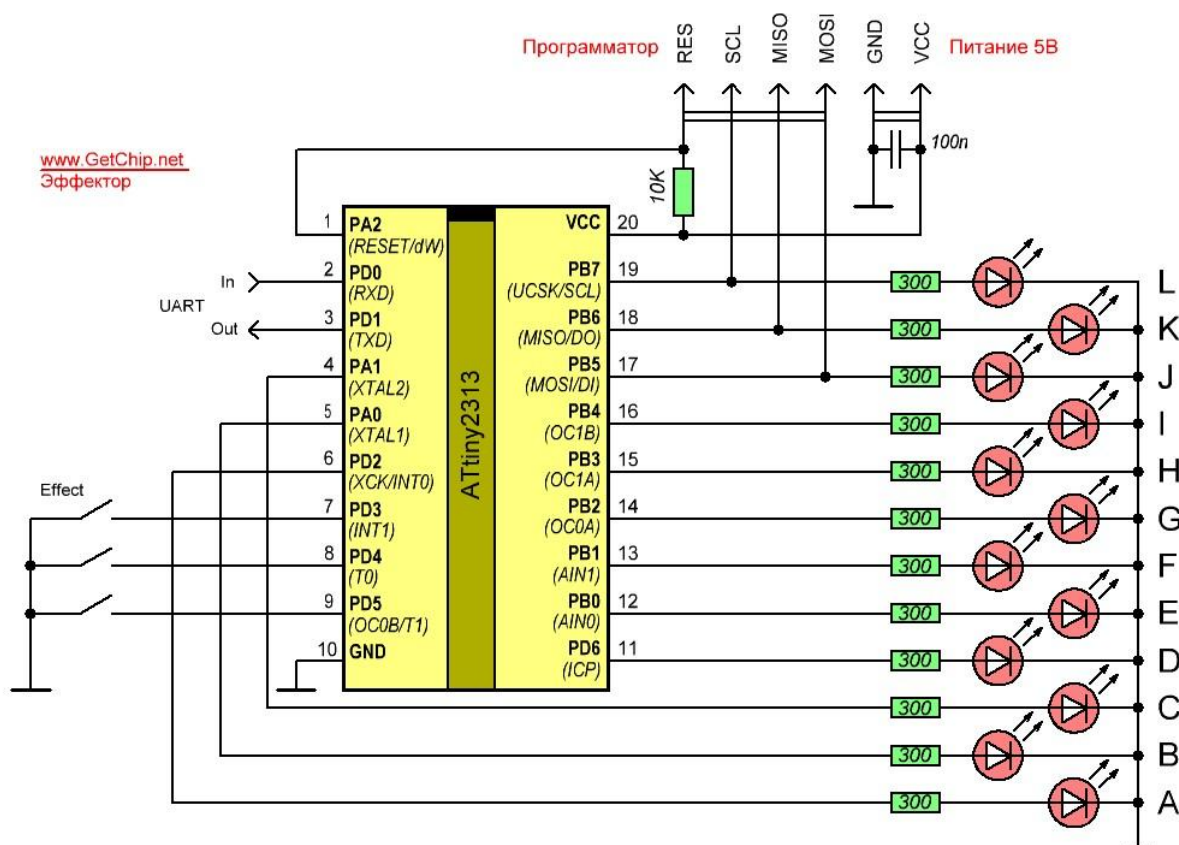 Программатор
RES
SCL
MISO
MOSI
GND
VCC
Питание 5В
www.GetChip.net
Эффектор
100n
10K
ATtiny2313
1 PA2
(RESET/dW)
2 PD0
(RXD)
3 PD1
(TXD)
4 PA1
(XTAL2)
5 PA0
(XTAL1)
6 PD2
(XCK/INT0)
7 PD3
(INT1)
8 PD4
(T0)
9 PD5
(OC0B/T1)
10 GND
In
UART
Out
Effect
VCC 20
PB7 19
(UCSK/SCL)
PB6 18
(MISO/DO)
PB5 17
(MOSI/DI)
PB4 16
(OC1B)
PB3 15
(OC1A)
PB2 14
(OC0A)
PB1 13
(AIN1)
PB0 12
(AIN0)
PD6 11
(ICP)
300 L
300 K
300 J
300 I
300 H
300 G
300 F
300 E
300 D
300 C
300 B
300 A